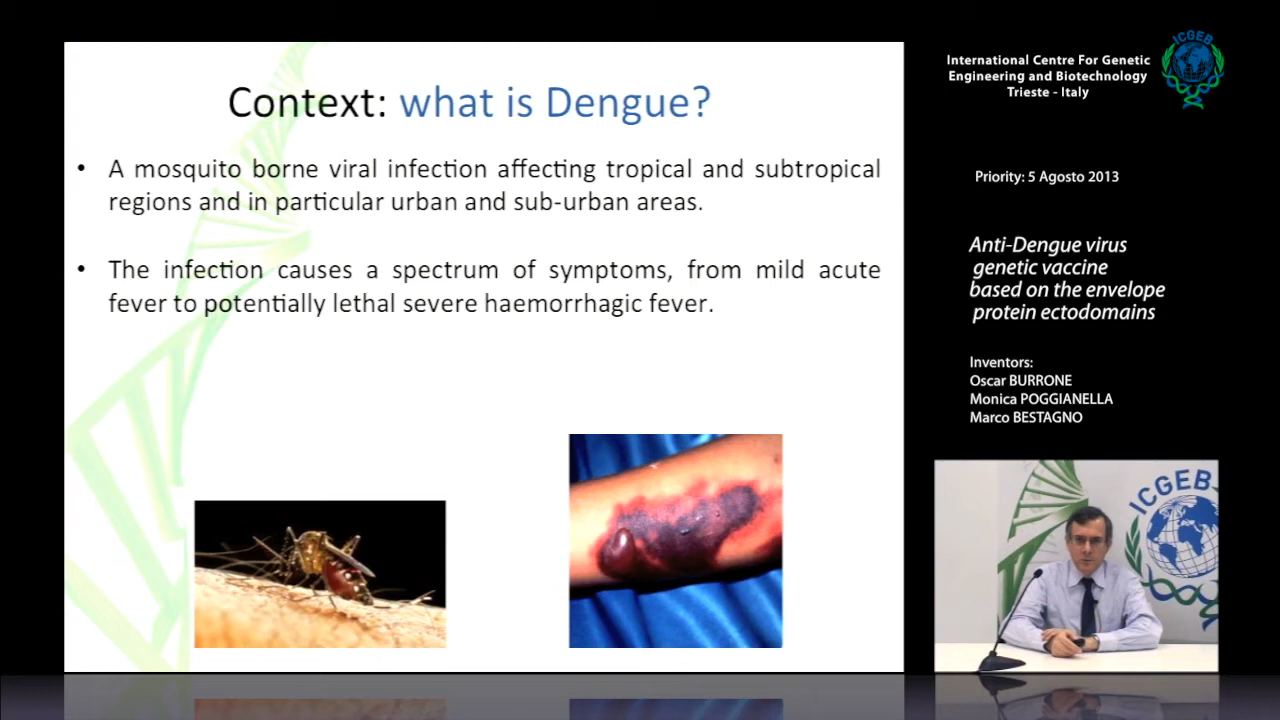 Context: what is Dengue?
• A mosquito borne viral infection affecting tropical and subtropical
regions and in particular urban and sub-urban areas.
• The infection causes a spectrum of symptoms, from mild acute
fever to potentially lethal severe haemorrhagic fever.
International Centre For Genetic
Engineering and Biotechnology
Trieste - Italy
ICGEB
Priority: 5 Agosto 2013
Anti-Dengue virus
genetic vaccine
based on the envelope
protein ectodomains
Inventors:
Oscar BURRONE
Monica POGGIANELLA
Marco BESTAGNO
ICGEB